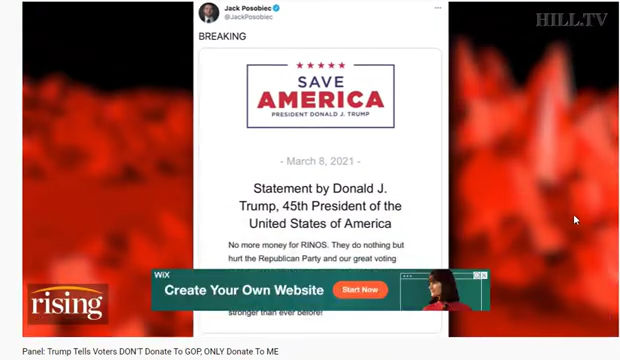 HILL.TV
Jack Posobiec
@JackPosobiec
BREAKING
SAVE
AMERICA
PRESIDENT DONALD J. TRUMP
- March 8, 2021 -
Statement by Donald J.
Trump, 45th President of the
United States of America
No more money for RINOS. They do nothing but
hurt the Republican Party and our great voting
WIX
Create Your Own Website
Start Now
rising
stronger than ever before!
Panel: Trump Tells Voters DON'T Donate To GOP, ONLY Donate To ME